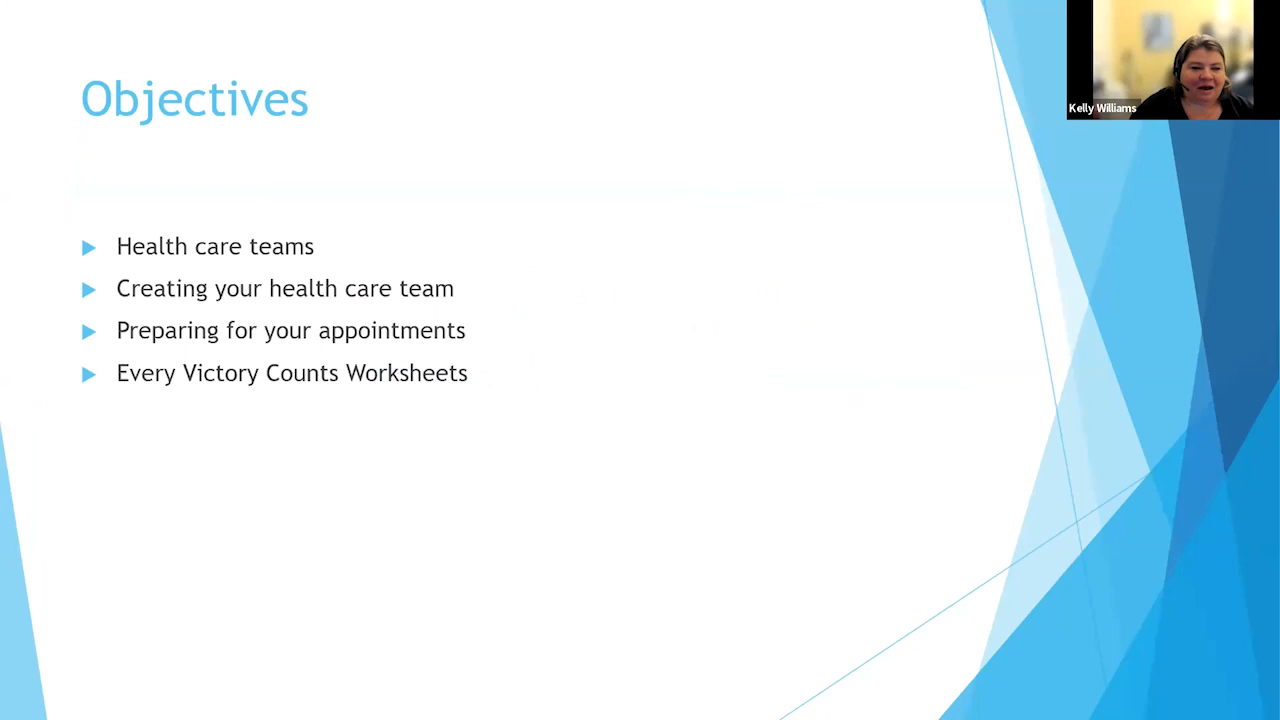 Objectives
Health care teams
Creating your health care team
Preparing for your appointments
Every Victory Counts Worksheets
Kelly Williams